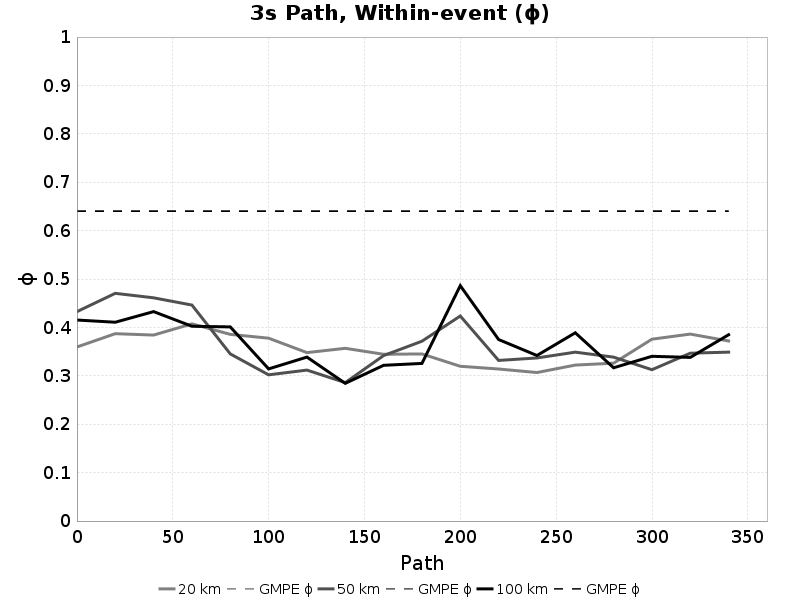 3s Path, Within-event (ϕ)
1
0.9
0.8
0.7
0.6
0.5
0.4
0.3
0.2
0.1
0
ϕ
0 50 100 150 200 250 300 350
Path
20 km GMPE ϕ 50 km GMPE ϕ 100 km GMPE ϕ